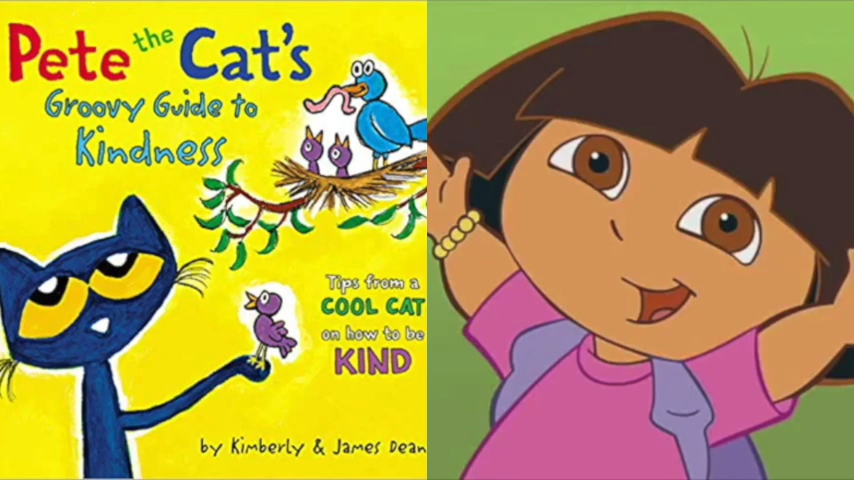 Pete the Cat's
Groovy Guide to
Kindness
Tips from a
COOL CAT
on how to be
KIND
by Kimberly & James Dean